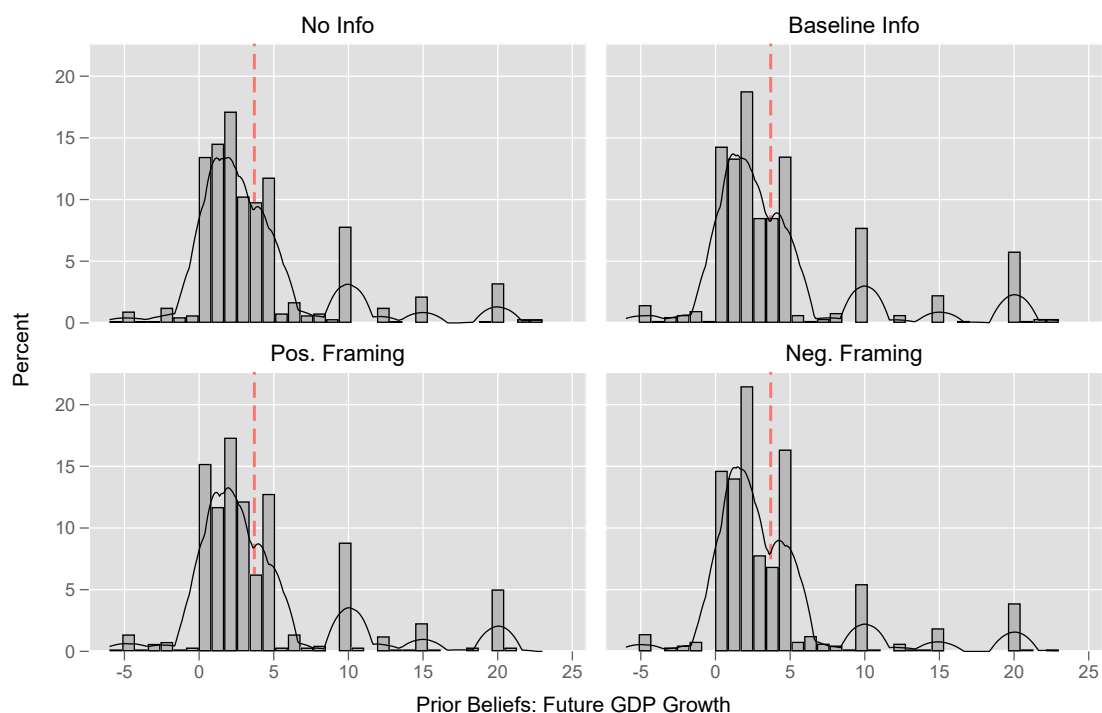 No Info
Baseline Info
20
15
10
5
0
Pos. Framing
Neg. Framing
20
15
10
5
0
Percent
-5 0 5 10 15 20 25
-5 0 5 10 15 20 25
Prior Beliefs: Future GDP Growth